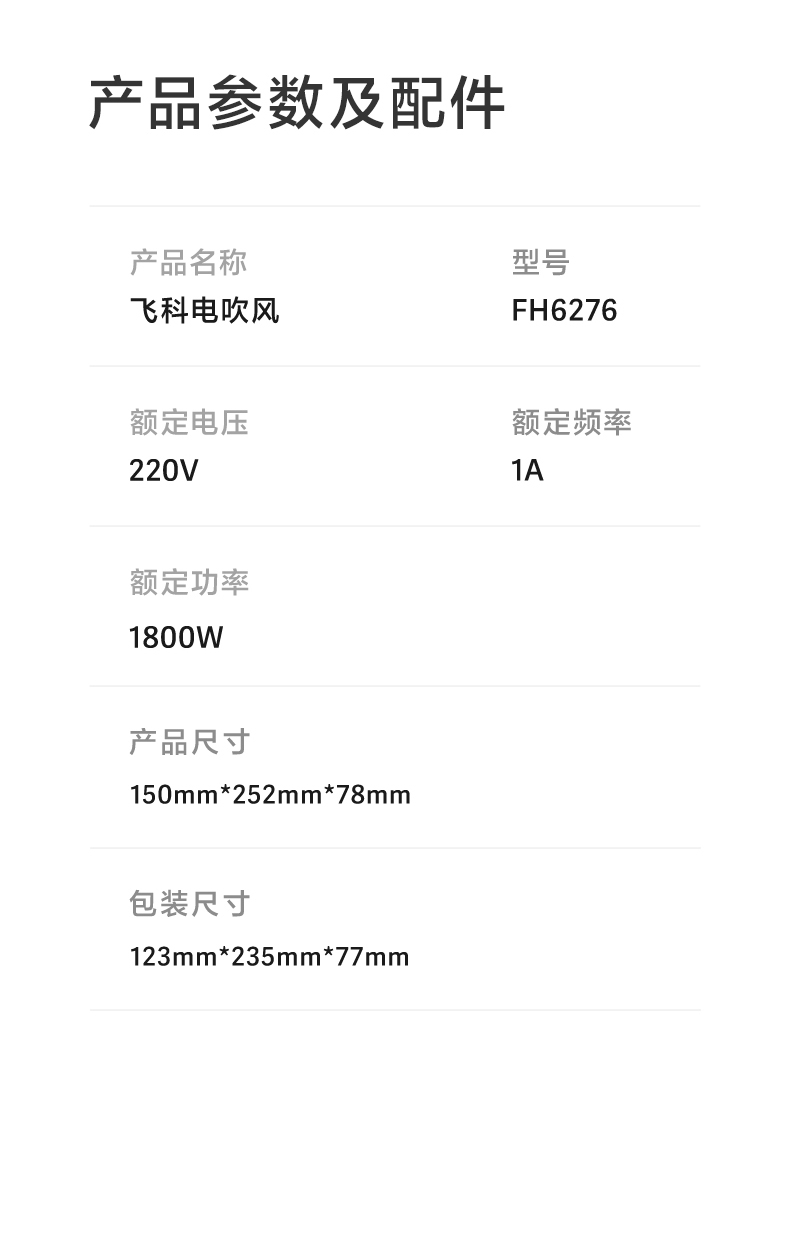 产品参数及配件
产品名称
型号
飞科电吹风
FH6276
额定电压
额定频率
220V
1A
额定功率
1800W
产品尺寸
150mm*252mm*78mm
包装尺寸
123mm*235mm*77mm